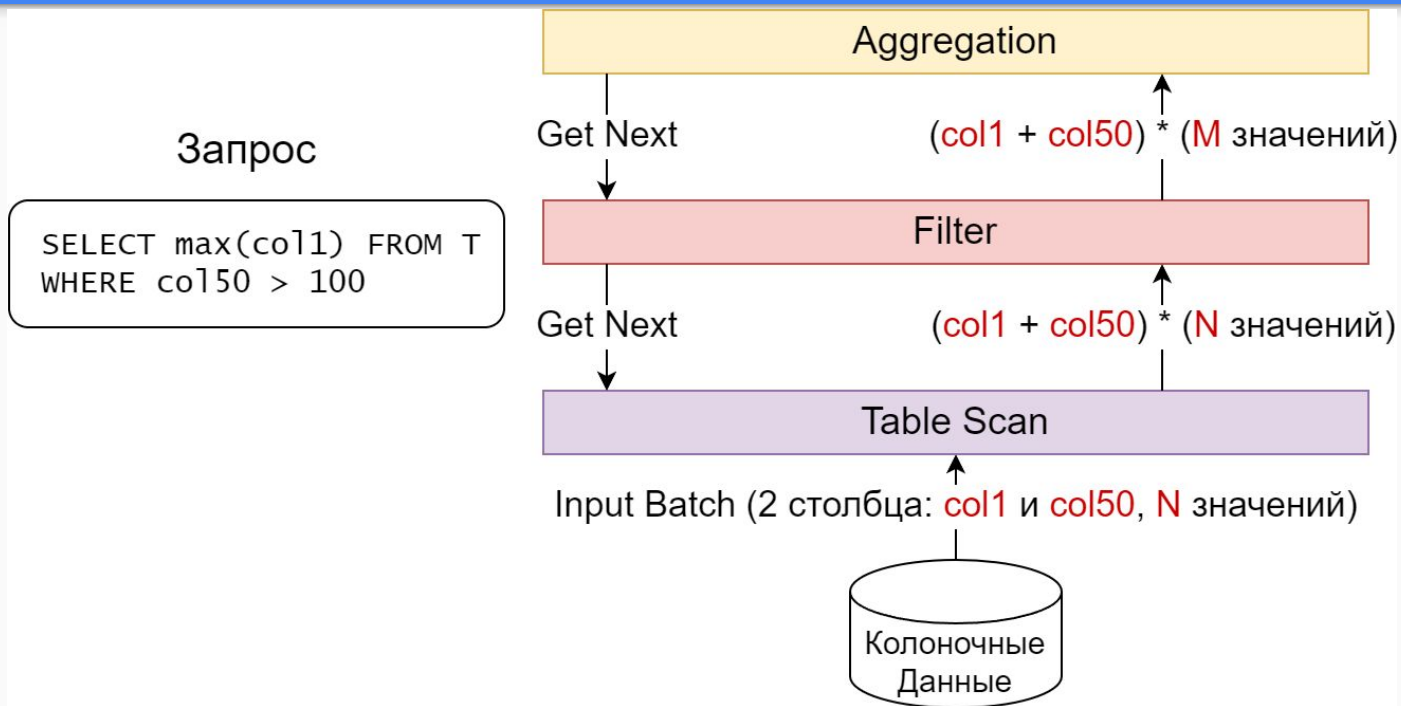 Aggregation
Get Next
(col1 + col50) * (M значений)
Запрос
SELECT max(col1) FROM T
WHERE col50 > 100
Filter
Get Next
(col1 + col50) * (N значений)
Table Scan
Input Batch (2 столбца: col1 и col50, N значений)
Колоночные
Данные